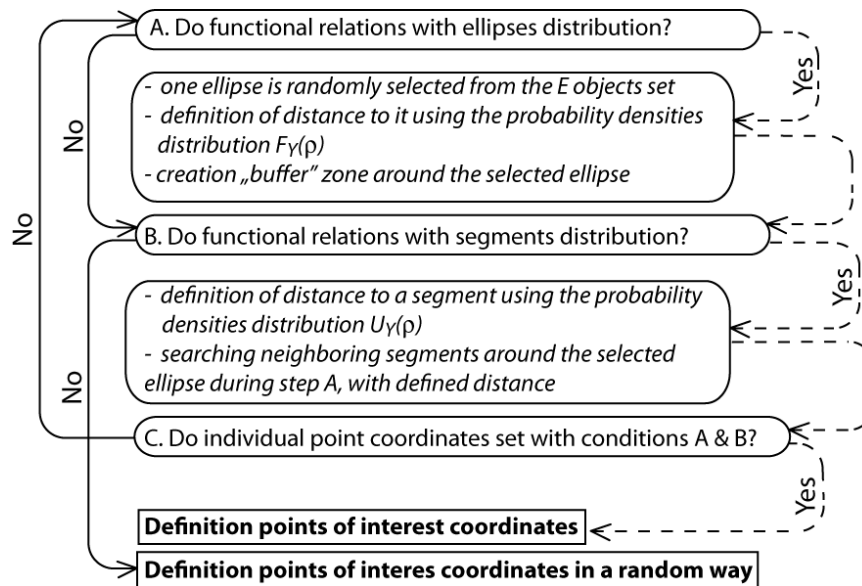 A. Do functional relations with ellipses distribution?
Yes
- one ellipse is randomly selected from the E objects set
- definition of distance to it using the probability densities
distribution FY(ρ)
- creation „buffer” zone around the selected ellipse
No
No
B. Do functional relations with segments distribution?
Yes
- definition of distance to a segment using the probability
densities distribution UY(ρ)
- searching neighboring segments around the selected
ellipse during step A, with defined distance
No
C. Do individual point coordinates set with conditions A & B?
Yes
Definition points of interest coordinates
Definition points of interes coordinates in a random way